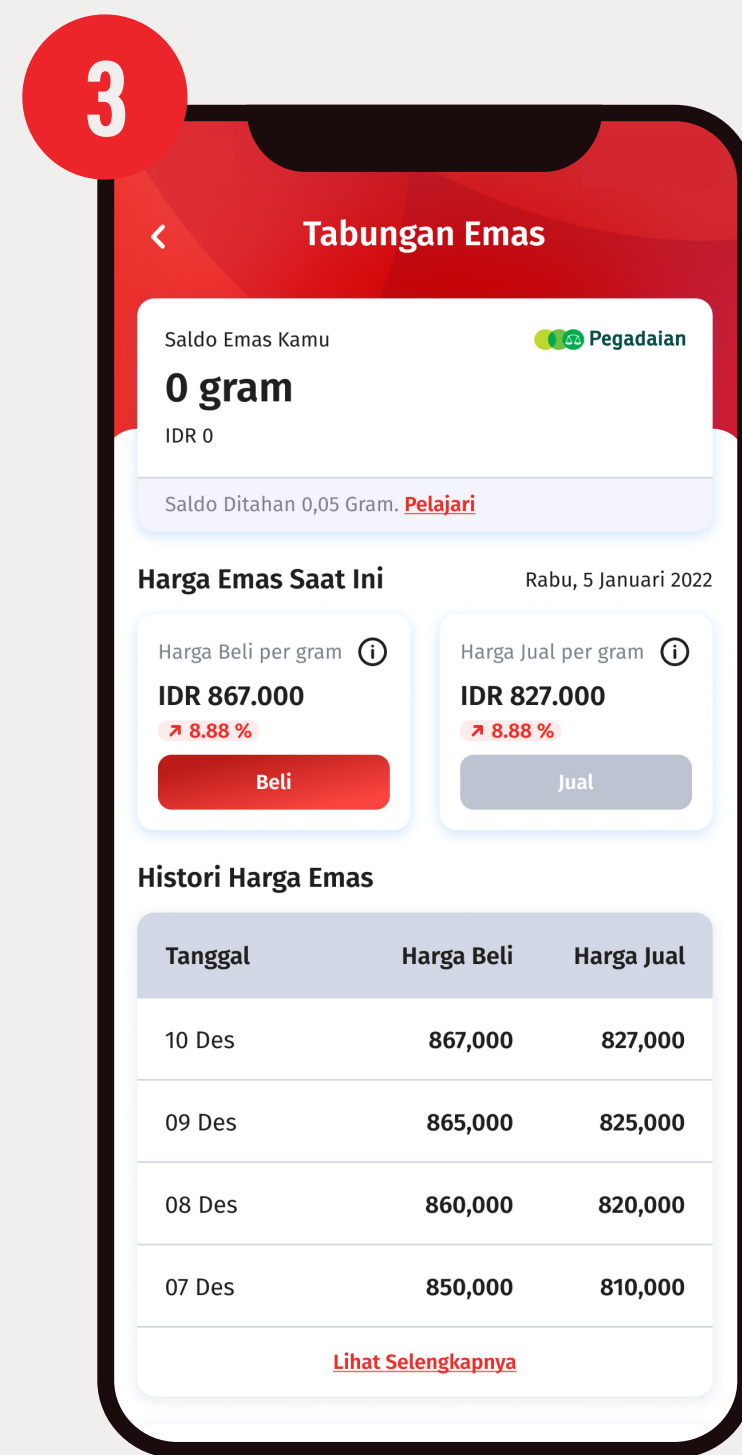 3
Tabungan Emas
Saldo Emas Kamu
Pegadaian
0 gram
IDR 0
Saldo Ditahan 0,05 Gram. Pelajari
Harga Emas Saat Ini Rabu, 5 Januari 2022
Harga Beli per gram Harga Jual per gram
IDR 867.000 IDR 827.000
8.88 % 8.88 %
Beli Jual
Histori Harga Emas
Tanggal Harga Beli Harga Jual
10 Des 867,000 827,000
09 Des 865,000 825,000
08 Des 860,000 820,000
07 Des 850,000 810,000
Lihat Selengkapnya